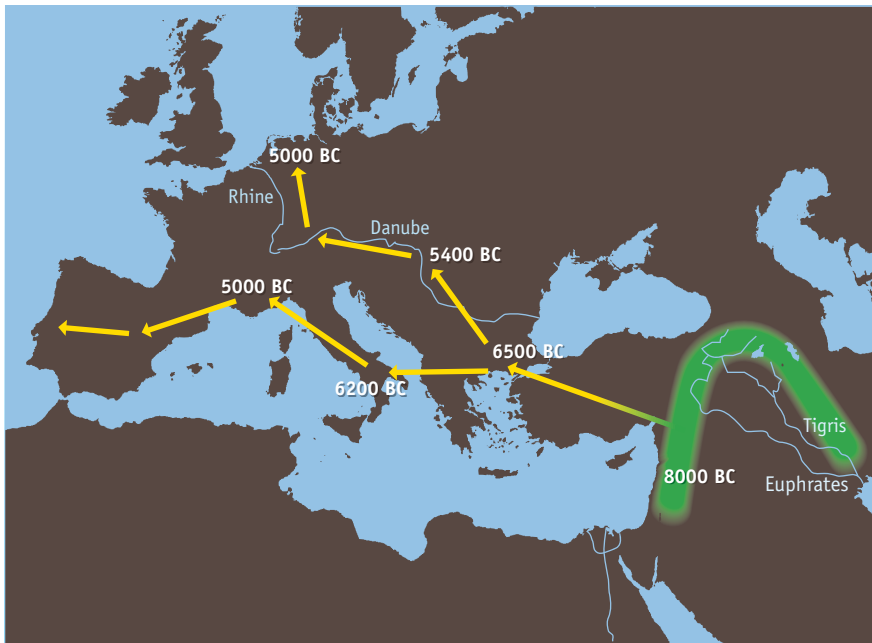 5000 BC
Rhine
Danube
5400 BC
5000 BC
6500 BC
6200 BC
Tigris
8000 BC
Euphrates